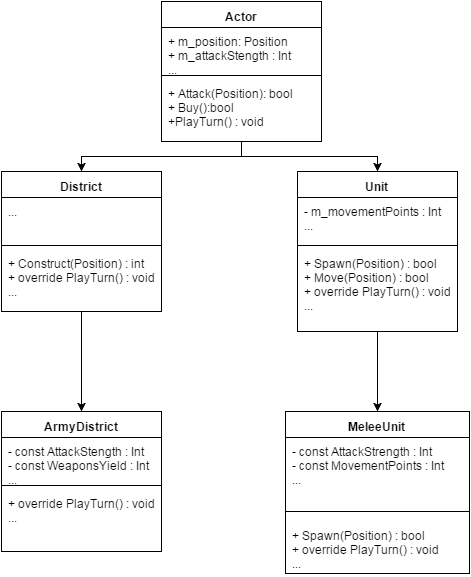 Actor
+ m_position: Position
+ m_attackStength : Int
...
+ Attack(Position): bool
+ Buy():bool
+PlayTurn() : void
District
...
+ Construct(Position) : int
+ override PlayTurn() : void
...
Unit
- m_movementPoints : Int
...
+ Spawn(Position) : bool
+ Move(Position) : bool
+ override PlayTurn() : void
...
ArmyDistrict
- const AttackStength : Int
- const WeaponsYield : Int
...
+ override PlayTurn() : void
...
MeleeUnit
- const AttackStrength : Int
- const MovementPoints : Int
...
+ Spawn(Position) : bool
+ override PlayTurn() : void
...